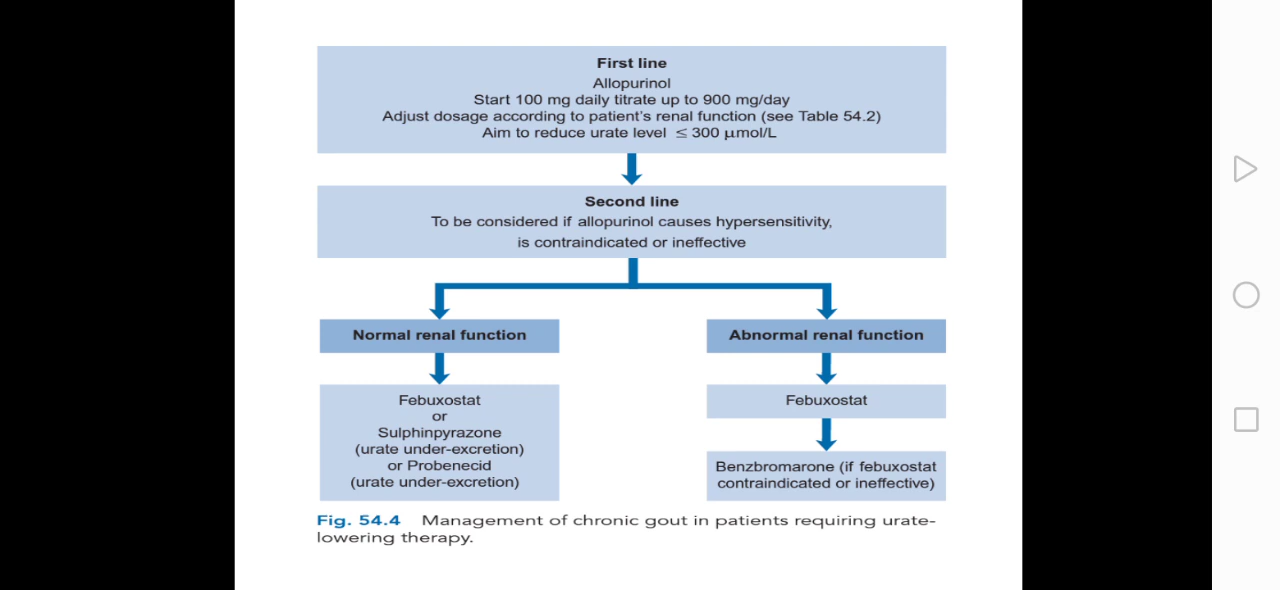 First line
Allopurinol
Start 100 mg daily titrate up to 900 mg/day
Adjust dosage according to patient's renal function (see Table 54.2)
Aim to reduce urate level ≤ 300 μmol/L
Second line
To be considered if allopurinol causes hypersensitivity,
is contraindicated or ineffective
Normal renal function
Febuxostat
or
Sulphinpyrazone
(urate under-excretion)
or Probenecid
(urate under-excretion)
Abnormal renal function
Febuxostat
Benzbromarone (if febuxostat
contraindicated or ineffective)
Fig. 54.4 Management of chronic gout in patients requiring urate-
lowering therapy.